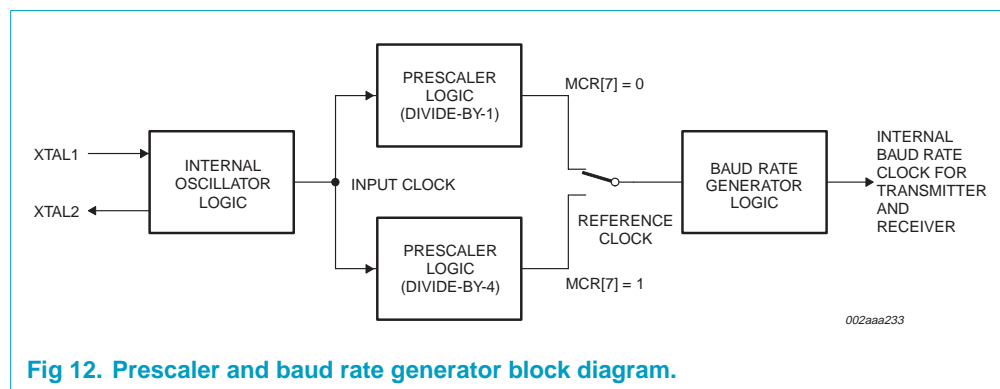 XTAL1
XTAL2
INTERNAL
OSCILLATOR
LOGIC
INPUT CLOCK
PRESCALER
LOGIC
(DIVIDE-BY-1)
MCR[7] = 0
PRESCALER
LOGIC
(DIVIDE-BY-4)
MCR[7] = 1
REFERENCE
CLOCK
BAUD RATE
GENERATOR
LOGIC
INTERNAL
BAUD RATE
CLOCK FOR
TRANSMITTER
AND
RECEIVER
002aaa233
Fig 12. Prescaler and baud rate generator block diagram.